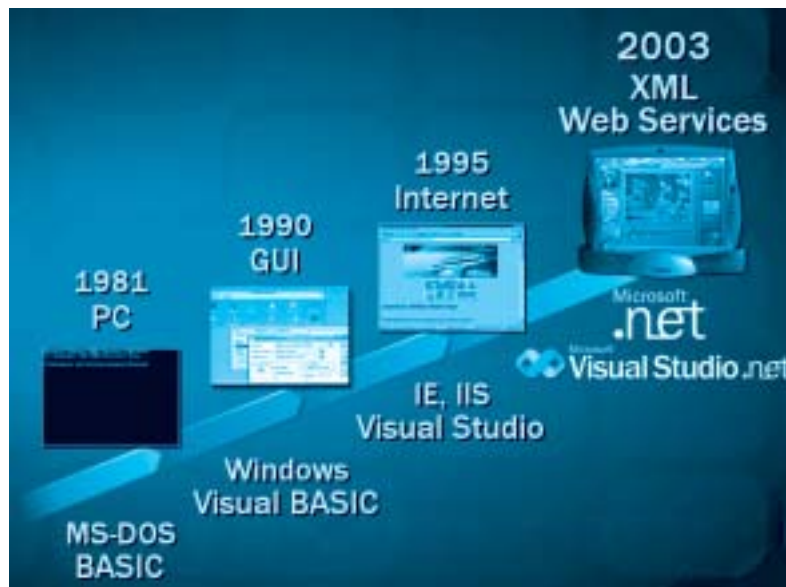 1981
PC
MS-DOS
BASIC
1990
GUI
Windows
Visual BASIC
1995
Internet
IE, IIS
Visual Studio
2003
XML
Web Services
Microsoft
.net
Microsoft
Visual Studio.net